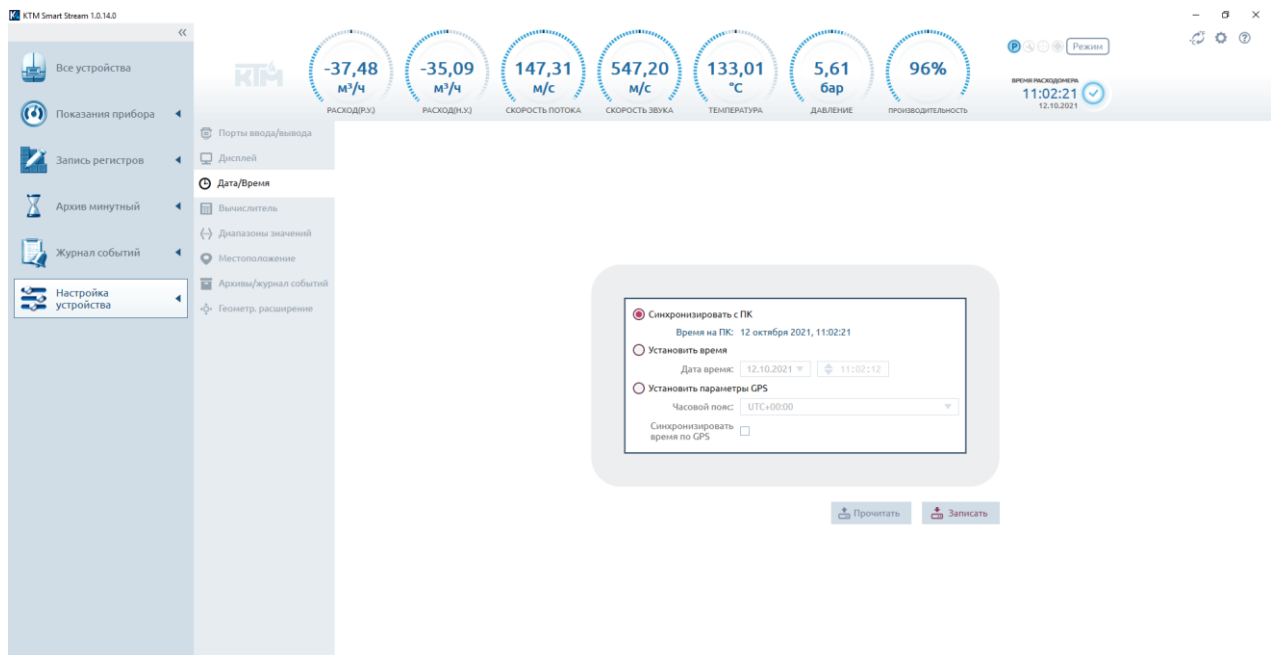 KTM Smart Stream 1.0.14.0
Все устройства
Показания прибора
Запись регистров
Архив минутный
Журнал событий
Настройка
устройства
КТМ
-37,48
м³/ч
РАСХОД(Р.У.)
-35,09
м³/ч
РАСХОД(Н.У.)
147,31
м/с
СКОРОСТЬ ПОТОКА
547,20
м/с
СКОРОСТЬ ЗВУКА
133,01
°C
ТЕМПЕРАТУРА
5,61
бар
ДАВЛЕНИЕ
96%
ПРОИЗВОДИТЕЛЬНОСТЬ
P
Режим
ВРЕМЯ РАСХОДОМЕРА
11:02:21
12.10.2021
Порты ввода/вывода
Дисплей
Дата/Время
Вычислитель
Диапазоны значений
Местоположение
Архивы/журнал событий
Геометр. расширение
Синхронизировать с ПК
Время на ПК: 12 октября 2021, 11:02:21
Установить время
Дата время: 12.10.2021 11:02:12
Установить параметры GPS
Часовой пояс: UTC+00:00
Синхронизировать
время по GPS
Прочитать
Записать